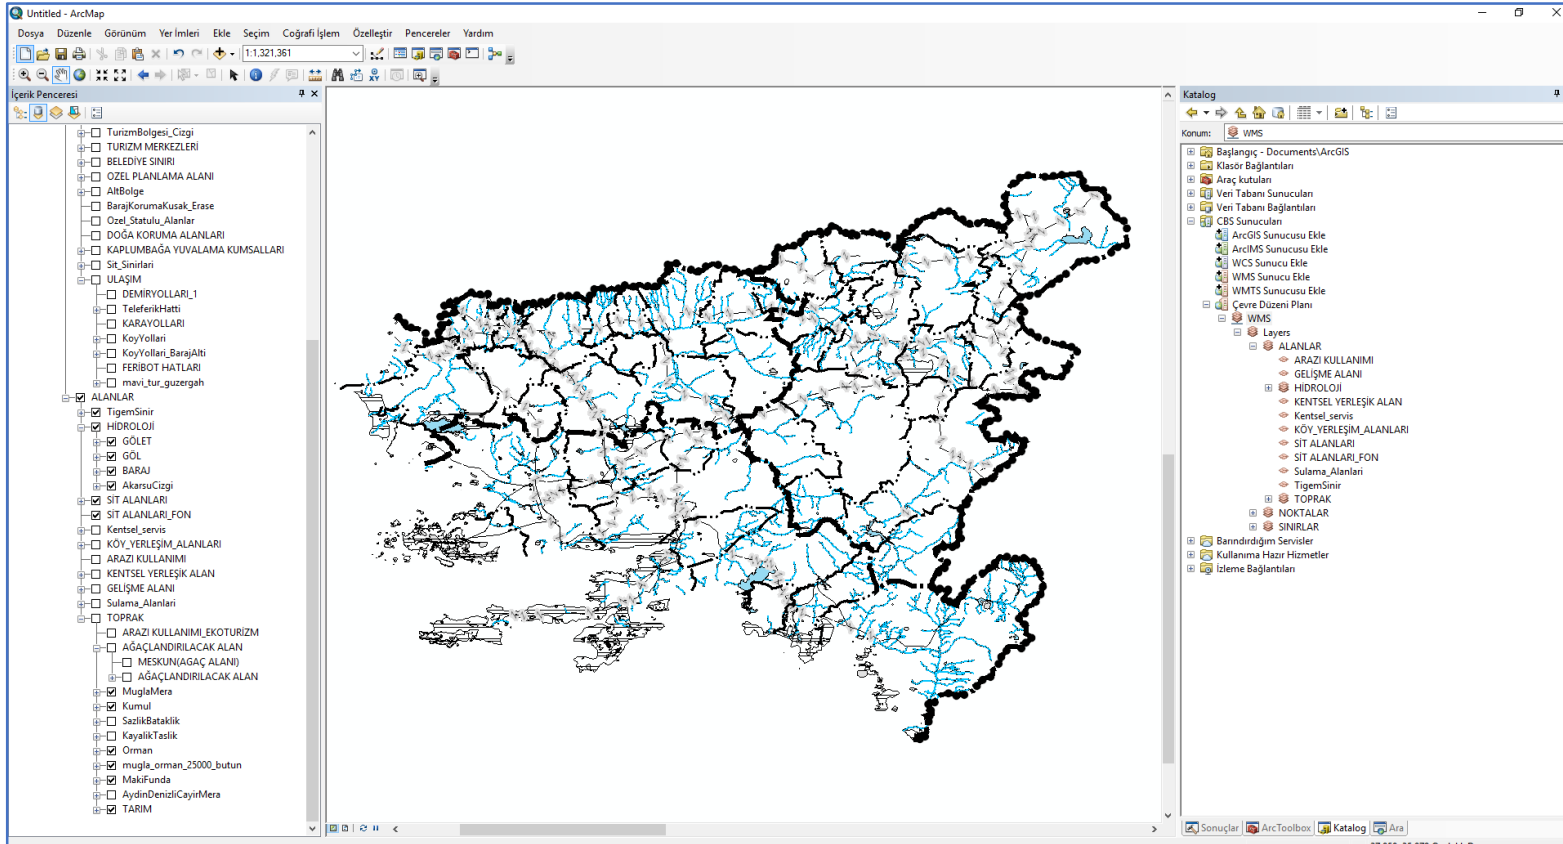 Untitled - ArcMap
Dosya Düzenle Görünüm Yer İmleri Ekle Seçim Coğrafi İşlem Özelleştir Pencereler Yardım
1:1,321,361
İçerik Penceresi
TurizmBolgesi_Cizgi
TURIZM MERKEZLERİ
BELEDİYE SINIRI
OZEL PLANLAMA ALANI
AltBolge
BarajKorumaKusak_Erase
Ozel_Statulu_Alanlar
DOĞA KORUMA ALANLARI
KAPLUMBAĞA YUVALAMA KUMSALLARI
Sit_Sinirlari
ULAŞIM
DEMİRYOLLARI_1
TeleferikHatti
KARAYOLLARI
KoyYollari
KoyYollari_BarajAlti
FERİBOT HATLARI
mavi_tur_guzergah
ALANLAR
TigemSinir
HİDROLOJİ
GÖLET
GÖL
BARAJ
AkarsuCizgi
SİT ALANLARI
SİT ALANLARI_FON
Kentsel_servis
KÖY_YERLEŞİM_ALANLARI
ARAZI KULLANIMI
KENTSEL YERLEŞİK ALAN
GELİŞME ALANI
Sulama_Alanlari
TOPRAK
ARAZI KULLANIMI_EKOTURİZM
AĞAÇLANDIRILACAK ALAN
MESKUN(AGAÇ ALANI)
AĞAÇLANDIRILACAK ALAN
MuglaMera
Kumul
SazlikBataklik
KayalikTaslik
Orman
mugla_orman_25000_butun
MakiFunda
AydinDenizliCayirMera
TARIM
Katalog
Konum: WMS
Başlangıç - Documents\ArcGIS
Klasör Bağlantıları
Araç kutuları
Veri Tabanı Sunucuları
Veri Tabanı Bağlantıları
CBS Sunucuları
ArcGIS Sunucusu Ekle
ArcIMS Sunucusu Ekle
WCS Sunucu Ekle
WMS Sunucu Ekle
WMTS Sunucusu Ekle
Çevre Düzeni Planı
WMS
Layers
ALANLAR
ARAZI KULLANIMI
GELİŞME ALANI
HİDROLOJİ
KENTSEL YERLEŞİK ALAN
Kentsel_servis
KÖY_YERLEŞİM_ALANLARI
SİT ALANLARI
SİT ALANLARI_FON
Sulama_Alanlari
TigemSinir
TOPRAK
NOKTALAR
SINIRLAR
Barındırdığım Servisler
Kullanıma Hazır Hizmetler
İzleme Bağlantıları
Sonuçlar ArcToolbox Katalog Ara